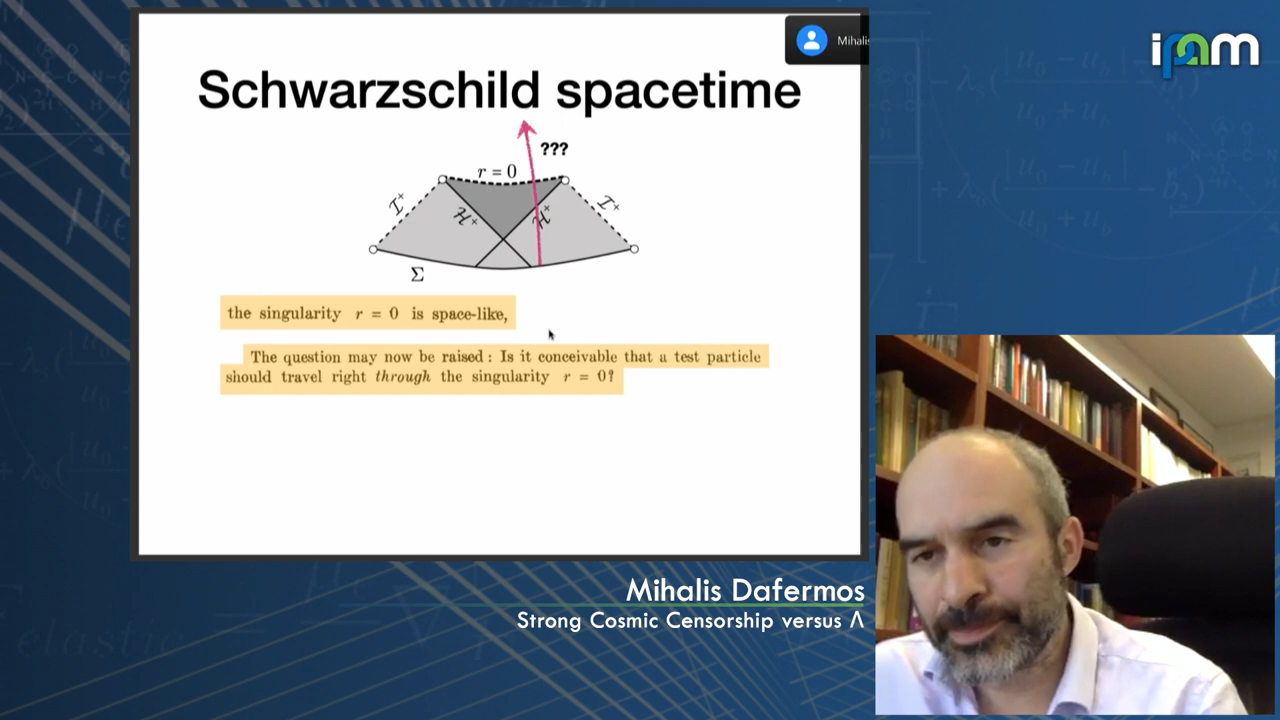 Mihalis
ipam
Schwarzschild spacetime
???
r = 0
I⁺
H⁺
H⁺
I⁺
Σ
the singularity r = 0 is space-like,
The question may now be raised : Is it conceivable that a test particle
should travel right through the singularity r = 0?
Mihalis Dafermos
Strong Cosmic Censorship versus Λ